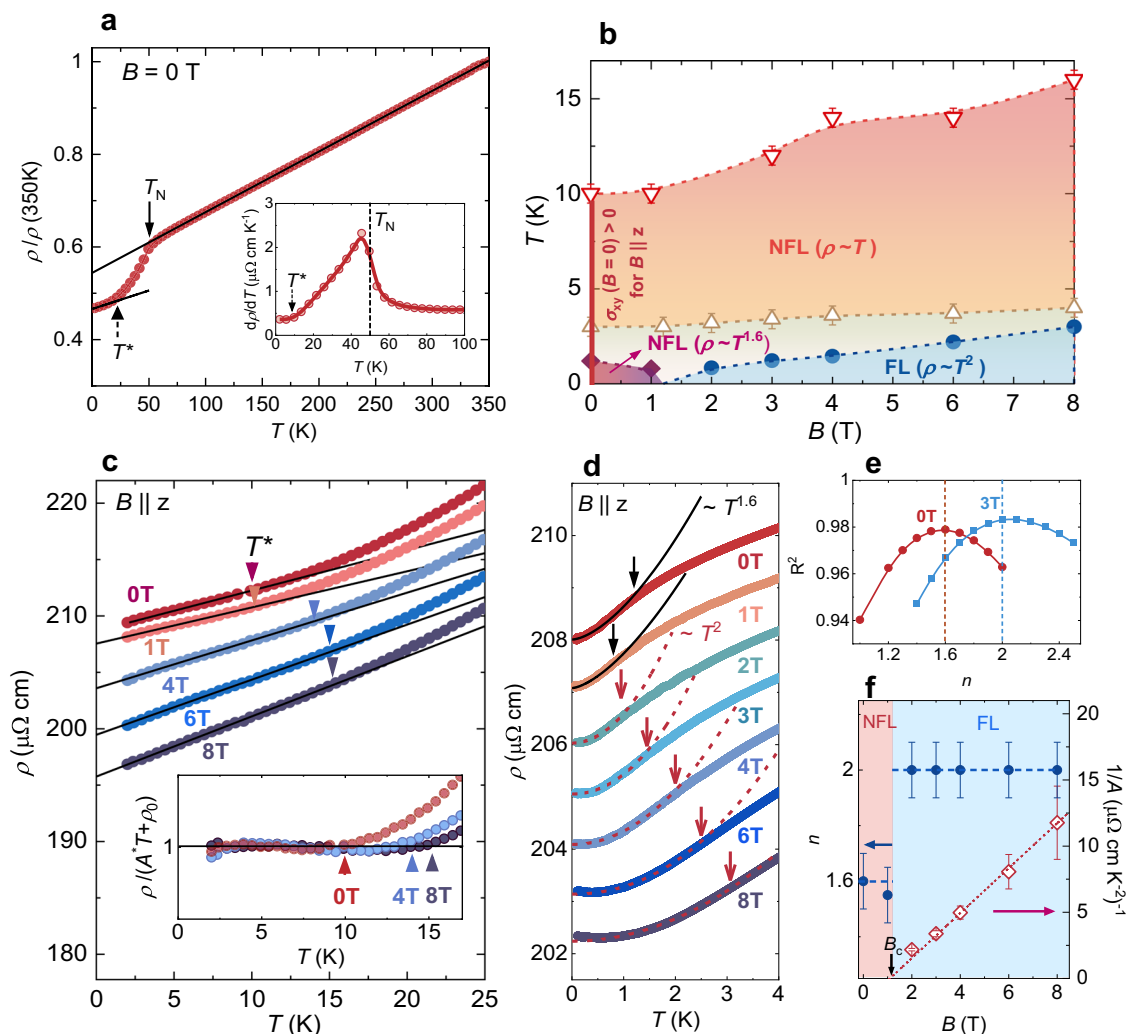 a
B = 0 T
ρ/ρ (350K)
1
0.8
0.6
0.4
T_N
T*
0 50 100 150 200 250 300 350
T (K)
dρ/dT (μΩ cm K⁻¹)
3
2
1
0
T_N
T*
0 20 40 60 80 100
T (K)
b
T (K)
15
10
5
0
σ_xy (B = 0) > 0
for B || z
NFL (ρ~T)
NFL (ρ~T^1.6)
FL (ρ~T²)
0 1 2 3 4 5 6 7 8
B (T)
c
B || z
ρ (μΩ cm)
220
210
200
190
180
177
T*
0T
1T
4T
6T
8T
ρ/(A*T+ρ₀)
1
0T
4T
8T
0 5 10 15
T (K)
0 5 10 15 20 25
T (K)
d
B || z
~ T^1.6
~ T²
ρ (μΩ cm)
210
208
206
204
202
0T
1T
2T
3T
4T
6T
8T
0 1 2 3 4
T (K)
e
R²
1
0.98
0.96
0.94
0T
3T
1.2 1.6 2.0 2.4
n
f
NFL
FL
n
2
1.6
B_c
20
15
10
5
0
1/A (μΩ cm K⁻²)⁻¹
0 2 4 6 8
B (T)